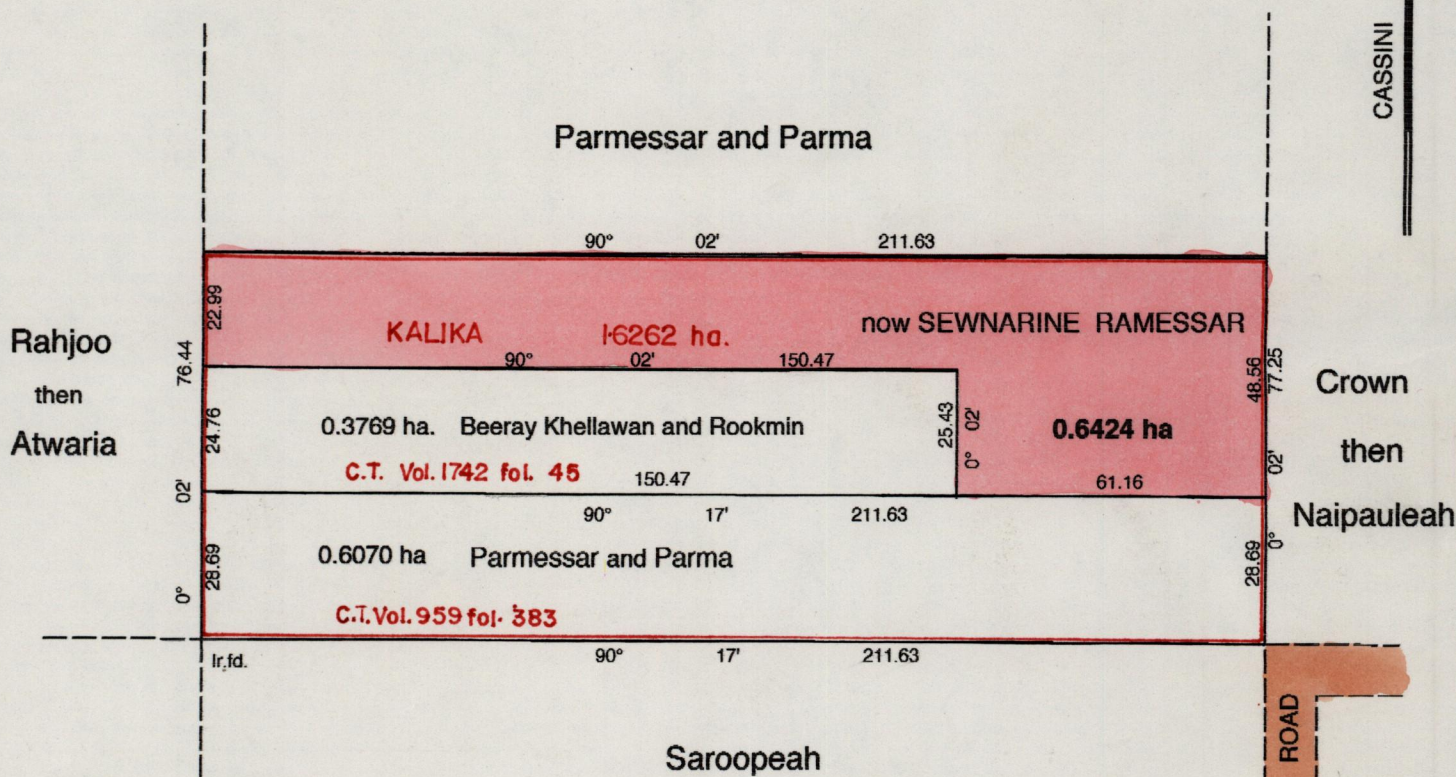 CASSINI
Parmessar and Parma
90° 02' 211.63
22.99
KALIKA 1·6262 ha.
now SEWNARINE RAMESSAR
Rahjoo
then
Atwaria
76.44
90° 02' 150.47
48.56
77.25
Crown
then
Naipauleah
24.76
0.3769 ha. Beeray Khellawan and Rookmin
25.43
0° 02'
0.6424 ha
C.T. Vol. 1742 fol. 45
150.47
61.16
02'
02'
90° 17' 211.63
28.69
0°
0.6070 ha Parmessar and Parma
28.69
0°
C.T. Vol. 959 fol· 383
Ir.fd.
90° 17' 211.63
ROAD
Saroopeah